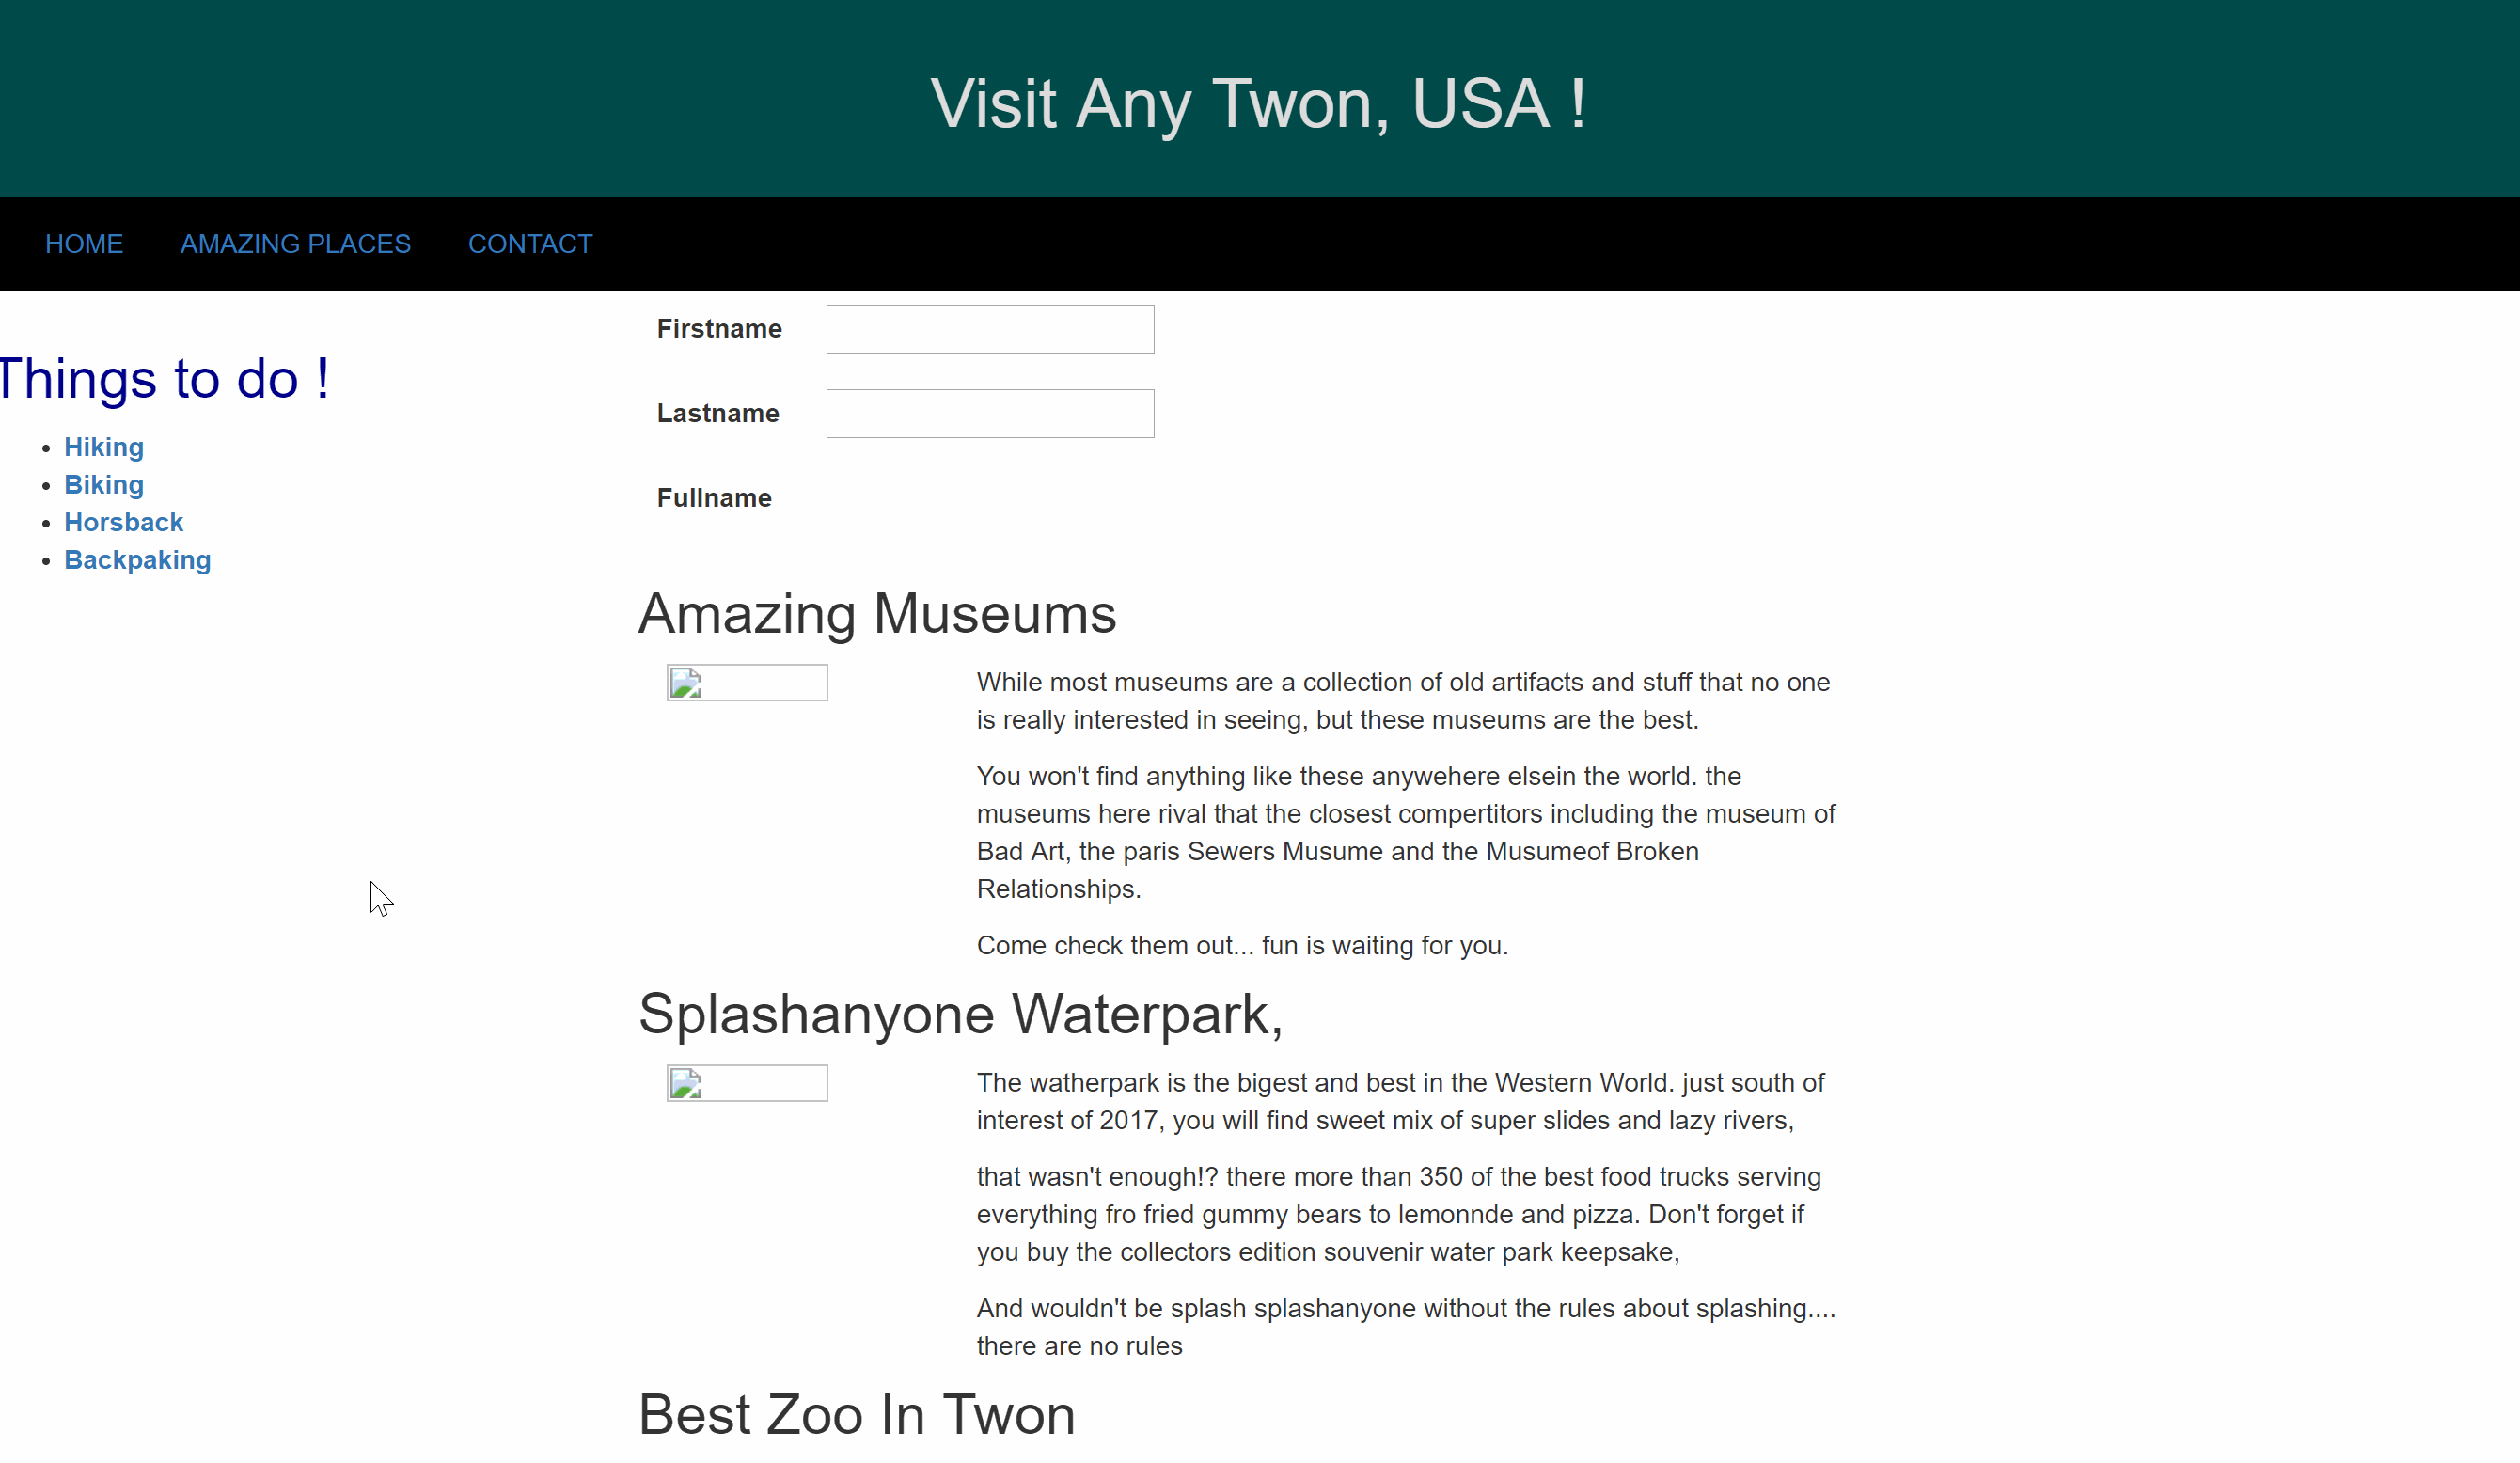 Visit Any Twon, USA !
HOME AMAZING PLACES CONTACT
Things to do !
Hiking
Biking
Horsback
Backpaking
Firstname
Lastname
Fullname
Amazing Museums
While most museums are a collection of old artifacts and stuff that no one
is really interested in seeing, but these museums are the best.
You won't find anything like these anywehere elsein the world. the
museums here rival that the closest compertitors including the museum of
Bad Art, the paris Sewers Musume and the Musumeof Broken
Relationships.
Come check them out... fun is waiting for you.
Splashanyone Waterpark,
The watherpark is the bigest and best in the Western World. just south of
interest of 2017, you will find sweet mix of super slides and lazy rivers,
that wasn't enough!? there more than 350 of the best food trucks serving
everything fro fried gummy bears to lemonnde and pizza. Don't forget if
you buy the collectors edition souvenir water park keepsake,
And wouldn't be splash splashanyone without the rules about splashing....
there are no rules
Best Zoo In Twon